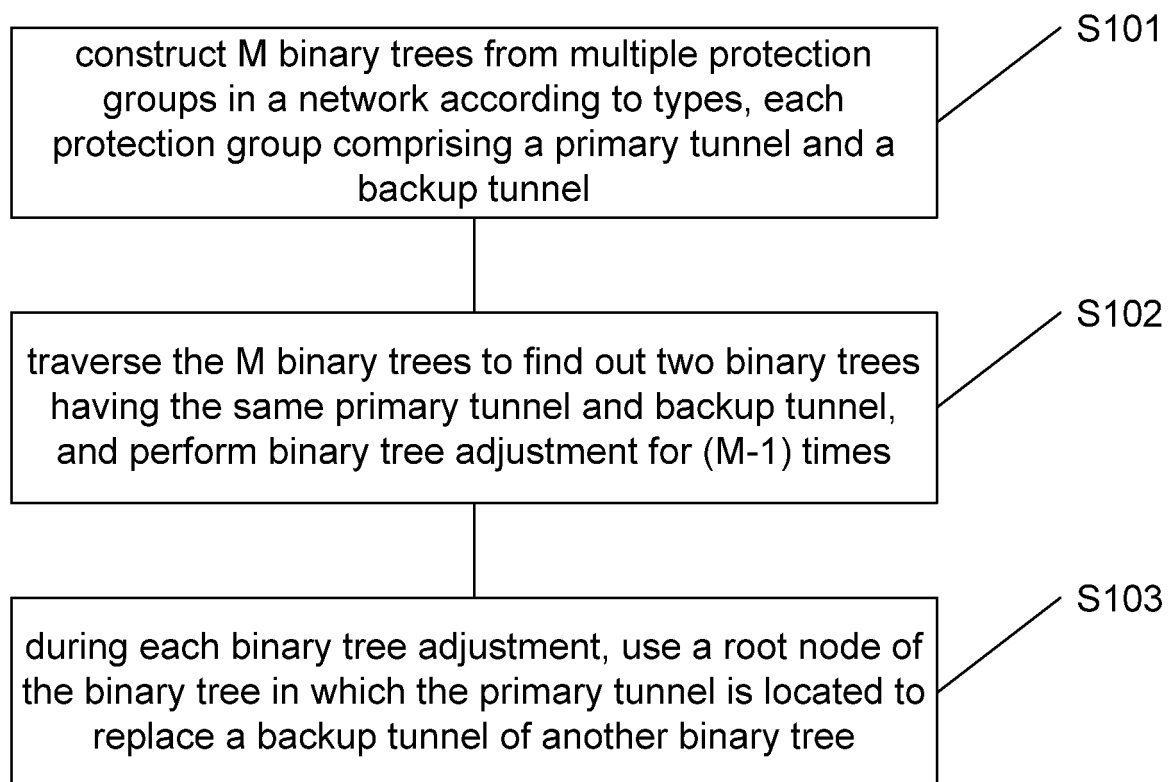 construct M binary trees from multiple protection
groups in a network according to types, each
protection group comprising a primary tunnel and a
backup tunnel
S101
traverse the M binary trees to find out two binary trees
having the same primary tunnel and backup tunnel,
and perform binary tree adjustment for (M-1) times
S102
during each binary tree adjustment, use a root node of
the binary tree in which the primary tunnel is located to
replace a backup tunnel of another binary tree
S103